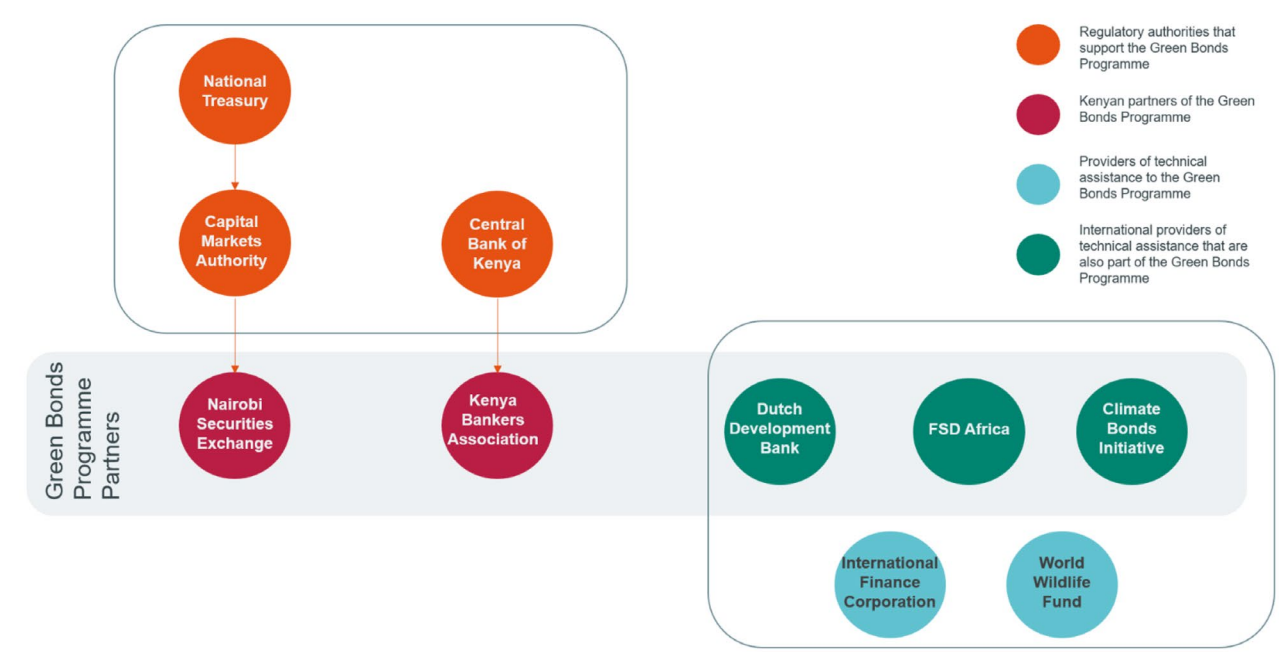 National
Treasury
Capital
Markets
Authority
Central
Bank of
Kenya
Regulatory authorities that
support the Green Bonds
Programme
Kenyan partners of the Green
Bonds Programme
Providers of technical
assistance to the Green
Bonds Programme
International providers of
technical assistance that are
also part of the Green Bonds
Programme
Green Bonds
Programme
Partners
Nairobi
Securities
Exchange
Kenya
Bankers
Association
Dutch
Development
Bank
FSD Africa
Climate
Bonds
Initiative
International
Finance
Corporation
World
Wildlife
Fund